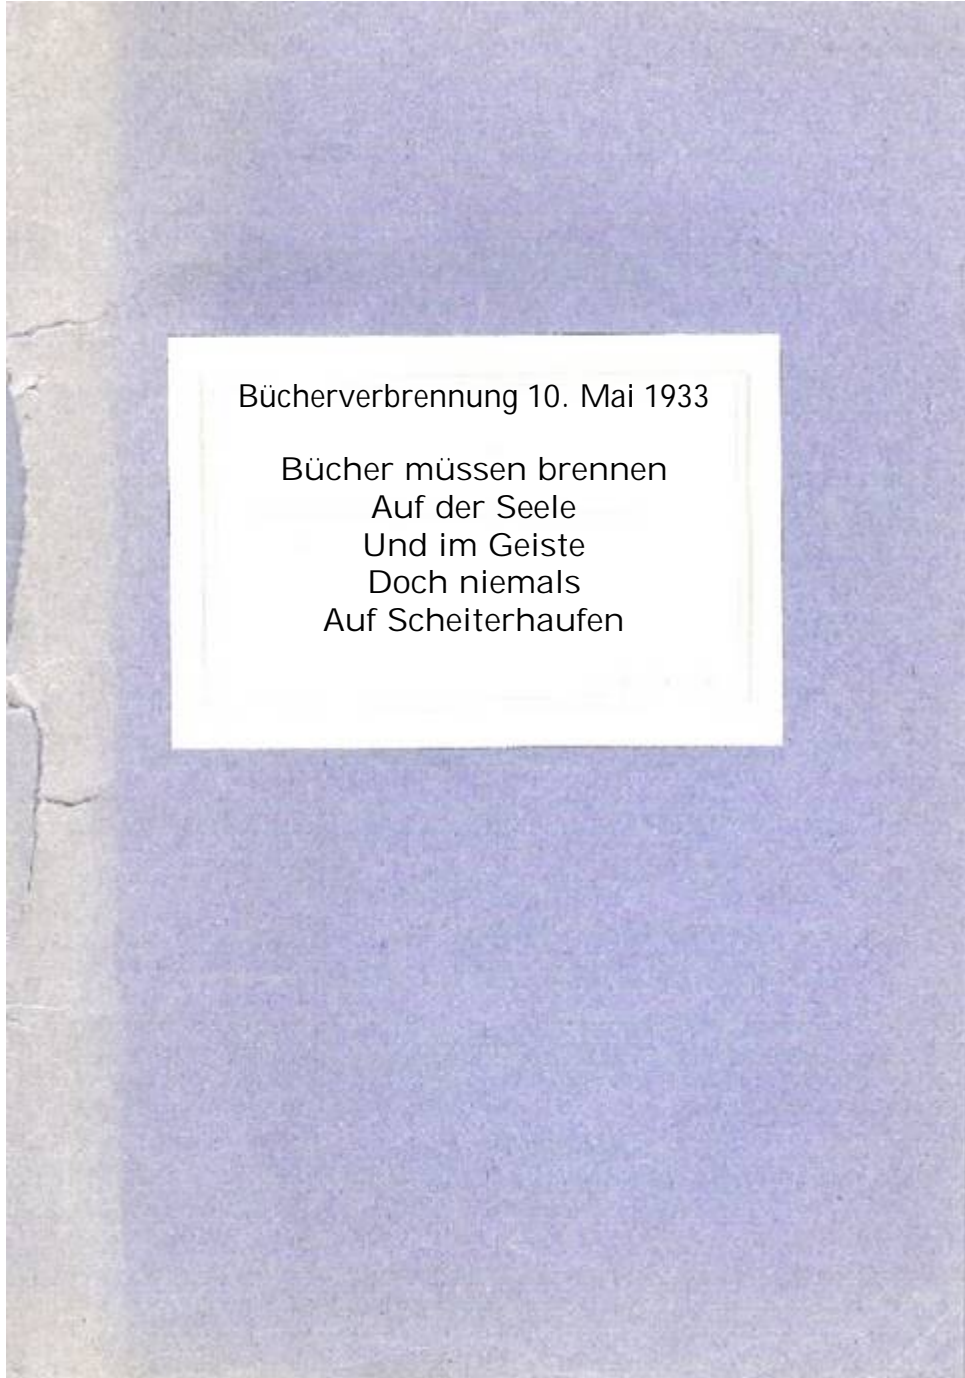 Bücherverbrennung 10. Mai 1933
Bücher müssen brennen
Auf der Seele
Und im Geiste
Doch niemals
Auf Scheiterhaufen